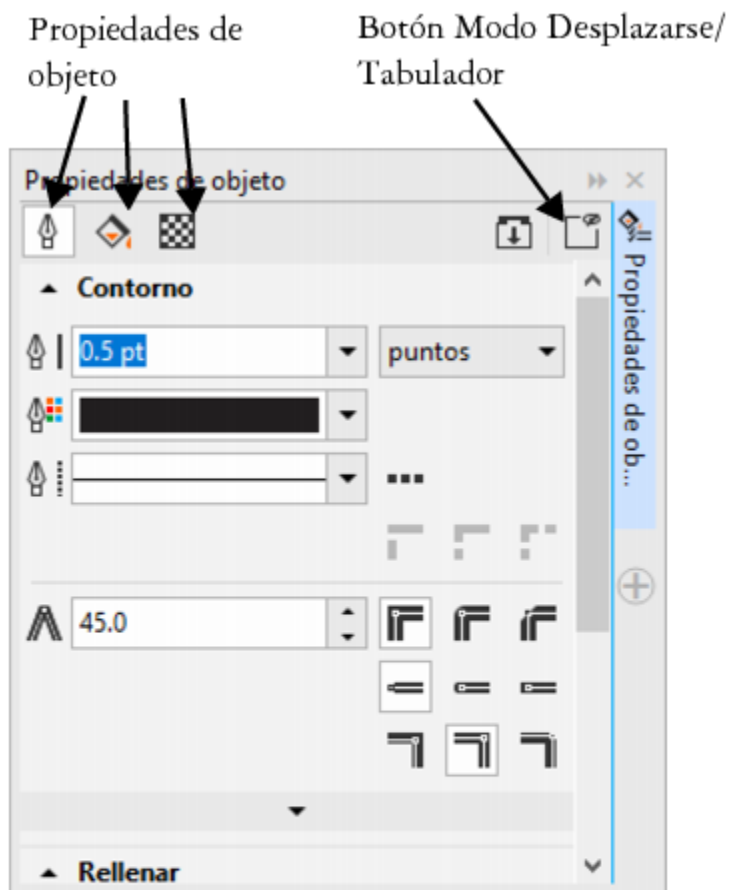 Propiedades de
objeto
Botón Modo Desplazarse/
Tabulador
Propiedades de objeto
Contorno
0.5 pt
puntos
45.0
Rellenar
Propiedades de ob...